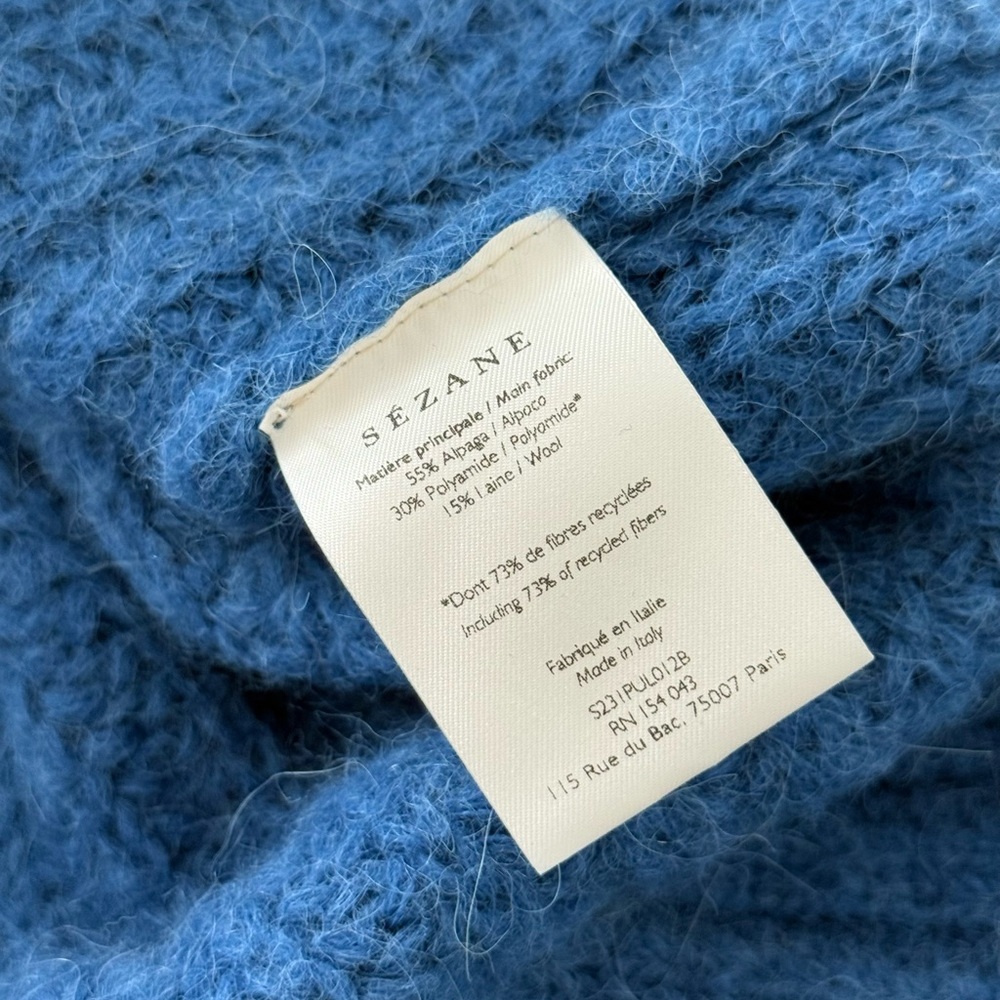 SÉZANE
Matière principale / Main fabric
55% Alpaga / Alpaca
30% Polyamide / Polyamide*
15% Laine / Wool
*Dont 73% de fibres recyclées
Including 73% of recycled fibers
Fabriqué en Italie
Made in Italy
S231PUL012B
RN 154 043
115 Rue du Bac, 75007 Paris